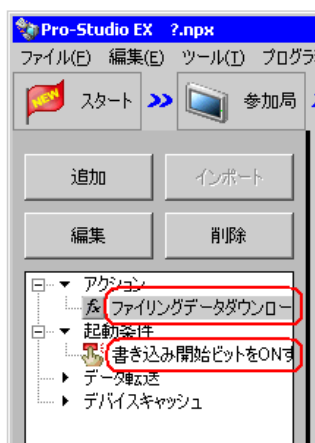 Pro-Studio EX ?.npx
ファイル(F) 編集(E) ツール(T) プログラ
NEW スタート 参加局
追加 インポート
編集 削除
アクション
fx ファイリングデータダウンロー
起動条件
書き込み開始ビットをONす
データ転送
デバイスキャッシュ